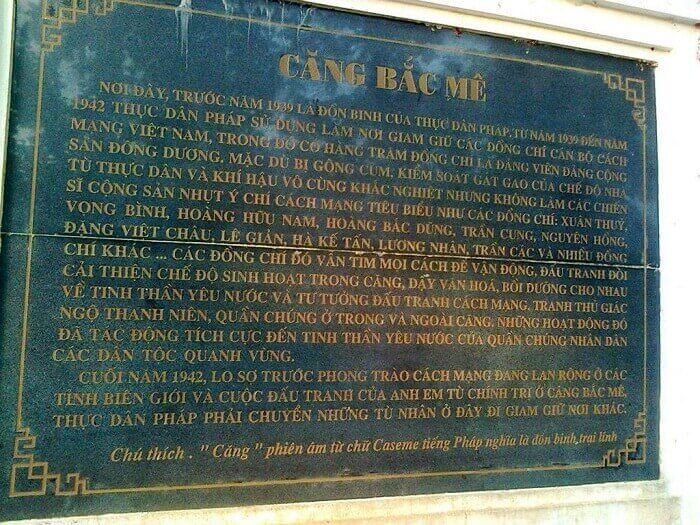 CĂNG BẮC MÊ
NƠI ĐÂY, TRƯỚC NĂM 1939 LÀ ĐỒN BINH CỦA THỰC DÂN PHÁP, TỪ NĂM 1939 ĐẾN NĂM
1942 THỰC DÂN PHÁP SỬ DỤNG LÀM NƠI GIAM GIỮ CÁC ĐỒNG CHÍ CÁN BỘ CÁCH
MẠNG VIỆT NAM, TRONG ĐÓ CÓ HÀNG TRĂM ĐỒNG CHÍ LÀ ĐẢNG VIÊN ĐẢNG CỘNG
SẢN ĐÔNG DƯƠNG. MẶC DÙ BỊ GÔNG CÙM, KIỂM SOÁT GẮT GAO CỦA CHẾ ĐỘ NHÀ
TÙ THỰC DÂN VÀ KHÍ HẬU VÔ CÙNG KHẮC NGHIỆT NHƯNG KHÔNG LÀM CÁC CHIẾN
SĨ CỘNG SẢN NHỤT Ý CHÍ CÁCH MẠNG TIÊU BIỂU NHƯ CÁC ĐỒNG CHÍ: XUÂN THUỶ,
VỌNG BÌNH, HOÀNG HỮU NAM, HOÀNG BẮC DŨNG, TRẦN CUNG, NGUYÊN HỒNG,
ĐẶNG VIỆT CHÂU, LÊ GIẢN, HÀ KẾ TẤN, LƯƠNG NHÂN, TRẦN CÁC VÀ NHIỀU ĐỒNG
CHÍ KHÁC ... CÁC ĐỒNG CHÍ ĐÓ VẪN TÌM MỌI CÁCH ĐỂ VẬN ĐỘNG, ĐẤU TRANH ĐÒI
CẢI THIỆN CHẾ ĐỘ SINH HOẠT TRONG CĂNG, DẠY VĂN HOÁ, BỒI DƯỠNG CHO NHAU
VỀ TINH THẦN YÊU NƯỚC VÀ TƯ TƯỞNG ĐẤU TRANH CÁCH MẠNG, TRANH THỦ GIÁC
NGỘ THANH NIÊN, QUẦN CHÚNG Ở TRONG VÀ NGOÀI CĂNG, NHỮNG HOẠT ĐỘNG ĐÓ
ĐÃ TÁC ĐỘNG TÍCH CỰC ĐẾN TINH THẦN YÊU NƯỚC CỦA QUẦN CHÚNG NHÂN DÂN
CÁC DÂN TỘC QUANH VÙNG.
CUỐI NĂM 1942, LO SỢ TRƯỚC PHONG TRÀO CÁCH MẠNG ĐANG LAN RỘNG Ở CÁC
TỈNH BIÊN GIỚI VÀ CUỘC ĐẤU TRANH CỦA ANH EM TÙ CHÍNH TRỊ Ở CĂNG BẮC MÊ,
THỰC DÂN PHÁP PHẢI CHUYỂN NHỮNG TÙ NHÂN Ở ĐÂY ĐI GIAM GIỮ NƠI KHÁC.
Chú thích . " Căng " phiên âm từ chữ Caseme tiếng Pháp nghĩa là đồn binh, trại lính